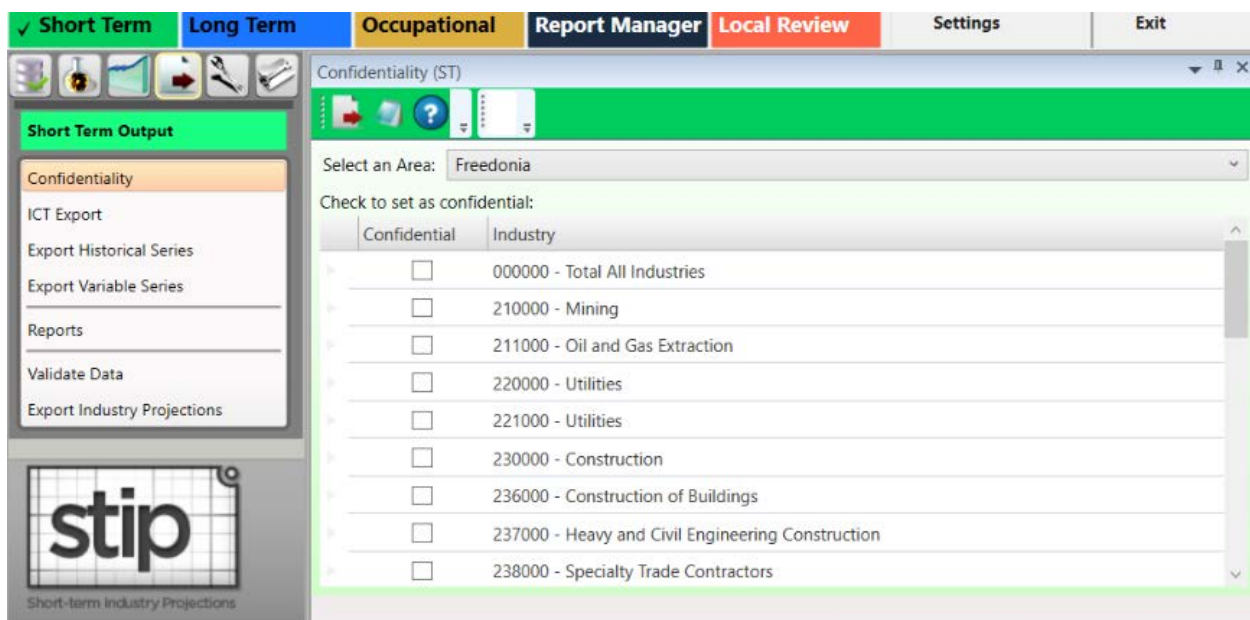 ✓ Short Term Long Term Occupational Report Manager Local Review Settings Exit
Confidentiality (ST)
Short Term Output
Confidentiality
ICT Export
Export Historical Series
Export Variable Series
Reports
Validate Data
Export Industry Projections
stip
Short-term Industry Projections
?
Select an Area: Freedonia
Check to set as confidential:
Confidential Industry
000000 - Total All Industries
210000 - Mining
211000 - Oil and Gas Extraction
220000 - Utilities
221000 - Utilities
230000 - Construction
236000 - Construction of Buildings
237000 - Heavy and Civil Engineering Construction
238000 - Specialty Trade Contractors